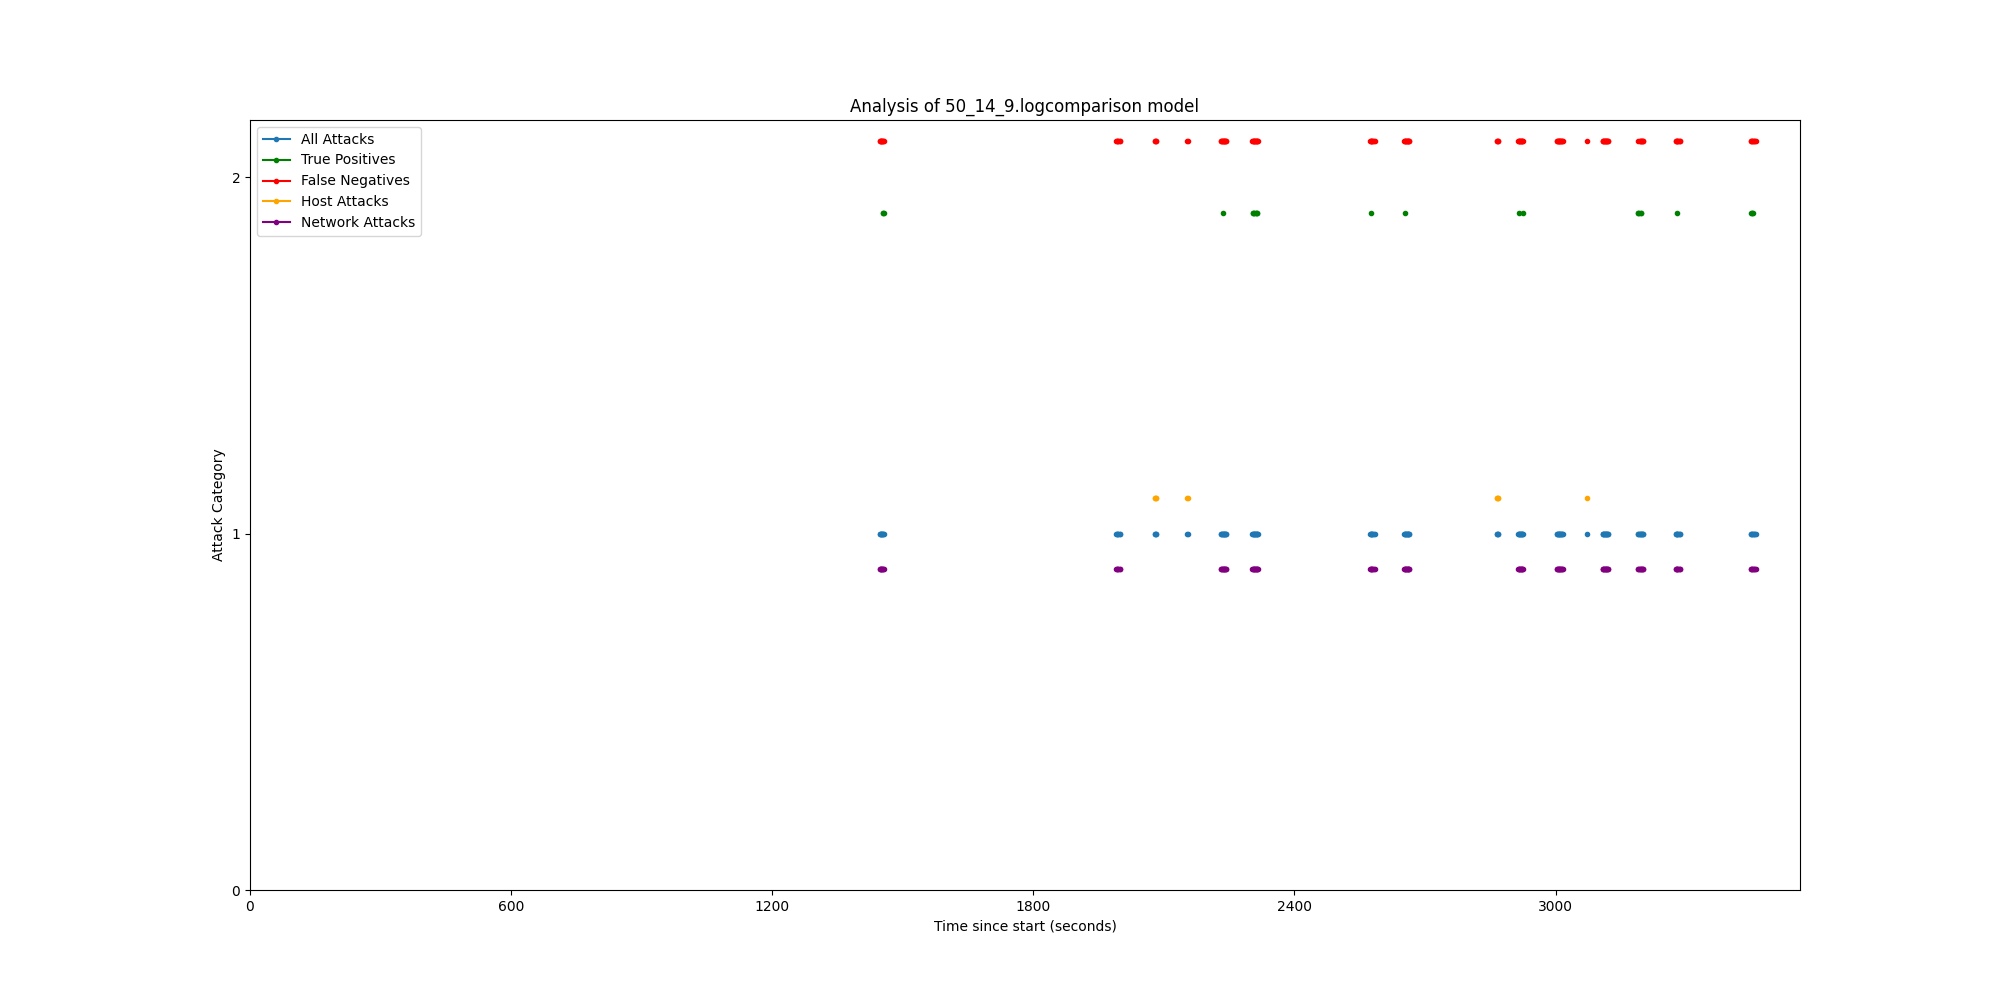 Analysis of 50_14_9.logcomparison model
All Attacks
True Positives
False Negatives
Host Attacks
Network Attacks
2
1
0
Attack Category
0 600 1200 1800 2400 3000
Time since start (seconds)